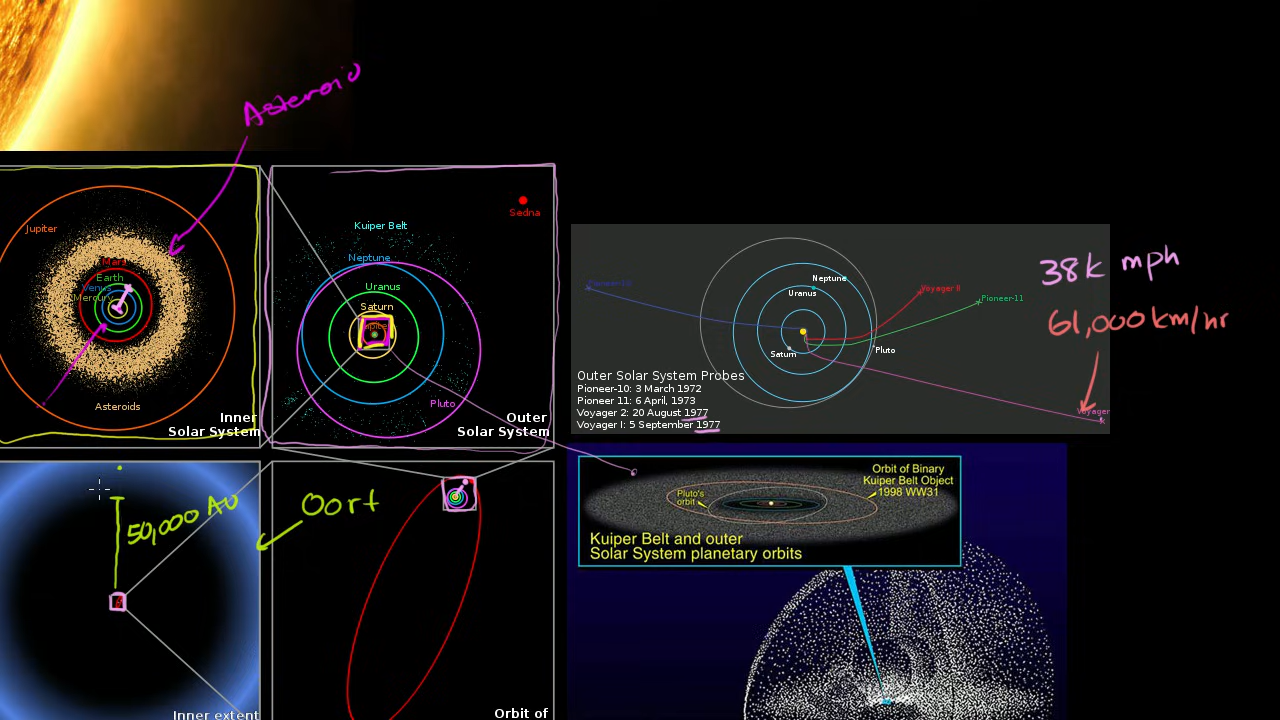 Asteroid
Jupiter
Mars
Earth
Venus
Mercury
Asteroids
Inner
Solar System
Sedna
Kuiper Belt
Neptune
Uranus
Saturn
Jupiter
Pluto
Outer
Solar System
Neptune
Uranus
Saturn
Pluto
Pioneer-10
Voyager II
Pioneer-11
Voyager
Outer Solar System Probes
Pioneer-10: 3 March 1972
Pioneer 11: 6 April, 1973
Voyager 2: 20 August 1977
Voyager I: 5 September 1977
38k mph
61,000 km/hr
50,000 AU
Oort
Inner extent
Orbit of
Pluto's
orbit
Orbit of Binary
Kuiper Belt Object
1998 WW31
Kuiper Belt and outer
Solar System planetary orbits